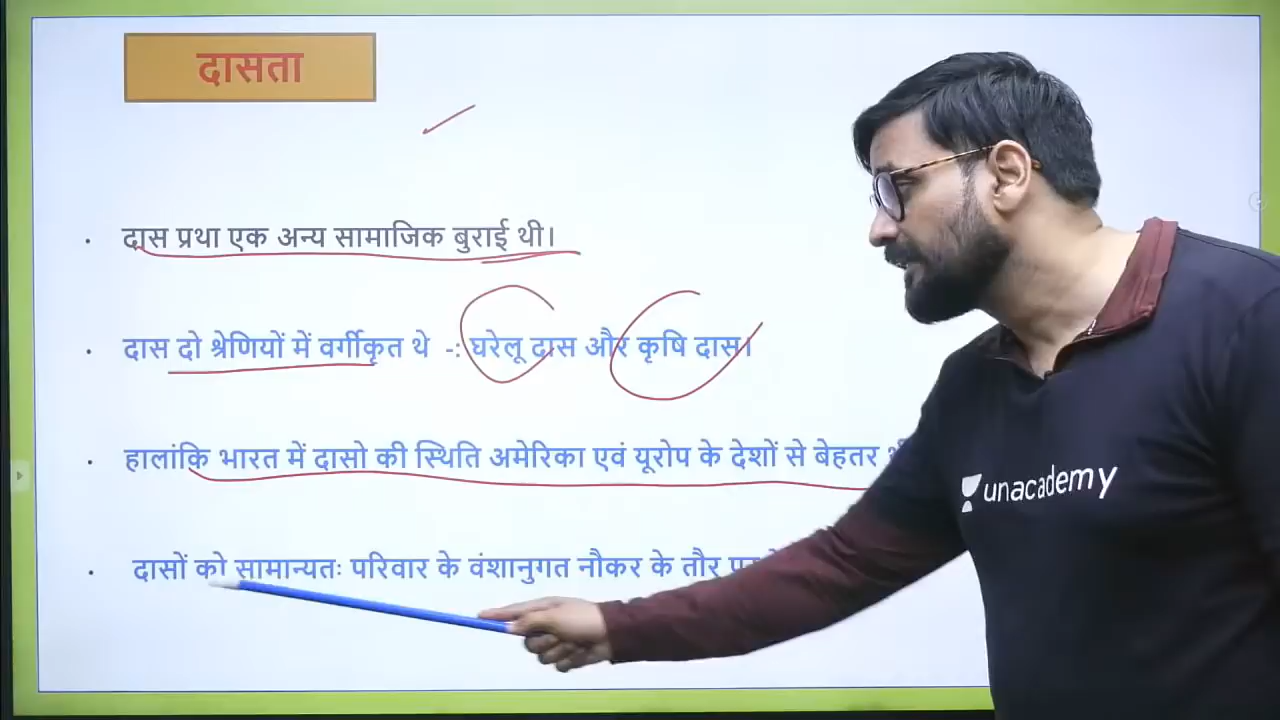 दासता
दास प्रथा एक अन्य सामाजिक बुराई थी।
दास दो श्रेणियों में वर्गीकृत थे -: घरेलू दास और कृषि दास।
हालांकि भारत में दासो की स्थिति अमेरिका एवं यूरोप के देशों से बेहतर
दासों को सामान्यतः परिवार के वंशानुगत नौकर के तौर
unacademy